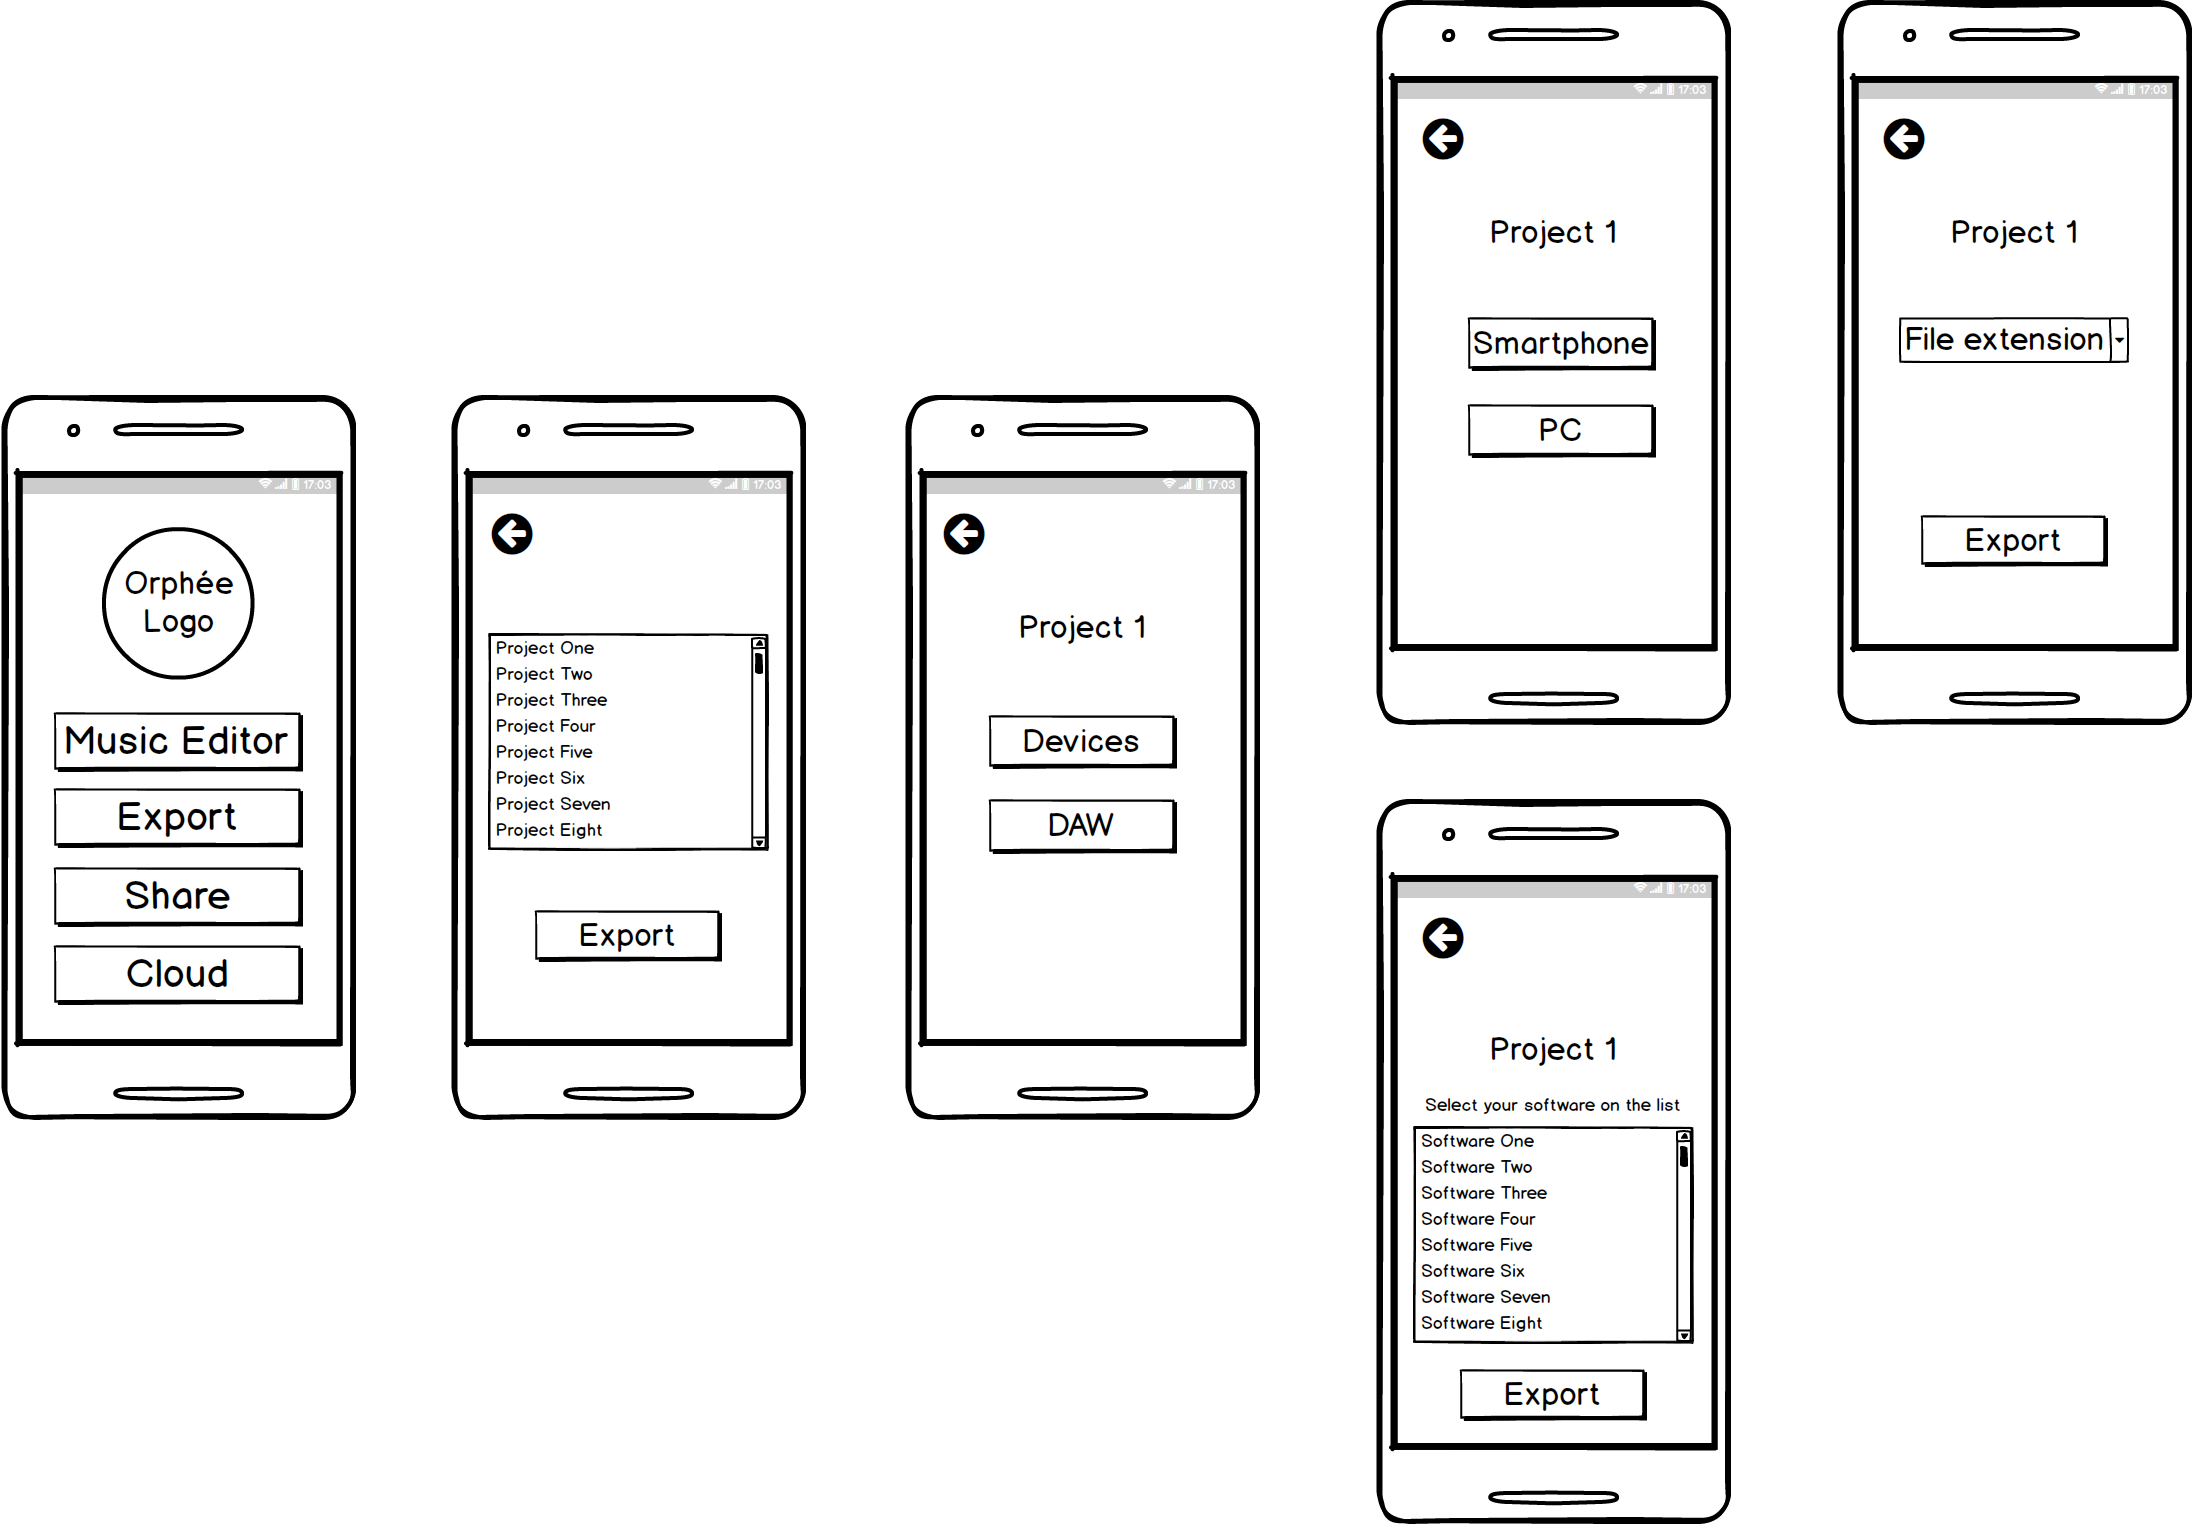 17:03
Orphée
Logo
Music Editor
Export
Share
Cloud
17:03
Project One
Project Two
Project Three
Project Four
Project Five
Project Six
Project Seven
Project Eight
Export
17:03
Project 1
Devices
DAW
17:03
Project 1
Smartphone
PC
17:03
Project 1
File extension
Export
17:03
Project 1
Select your software on the list
Software One
Software Two
Software Three
Software Four
Software Five
Software Six
Software Seven
Software Eight
Export